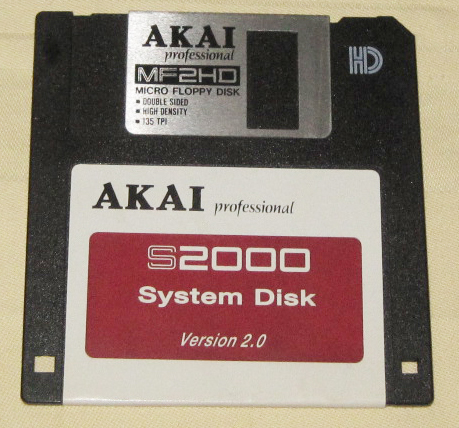 AKAI
professional
MF2HD
MICRO FLOPPY DISK
▪ DOUBLE SIDED
▪ HIGH DENSITY
▪ 135 TPI
HD
AKAI professional
S2000
System Disk
Version 2.0